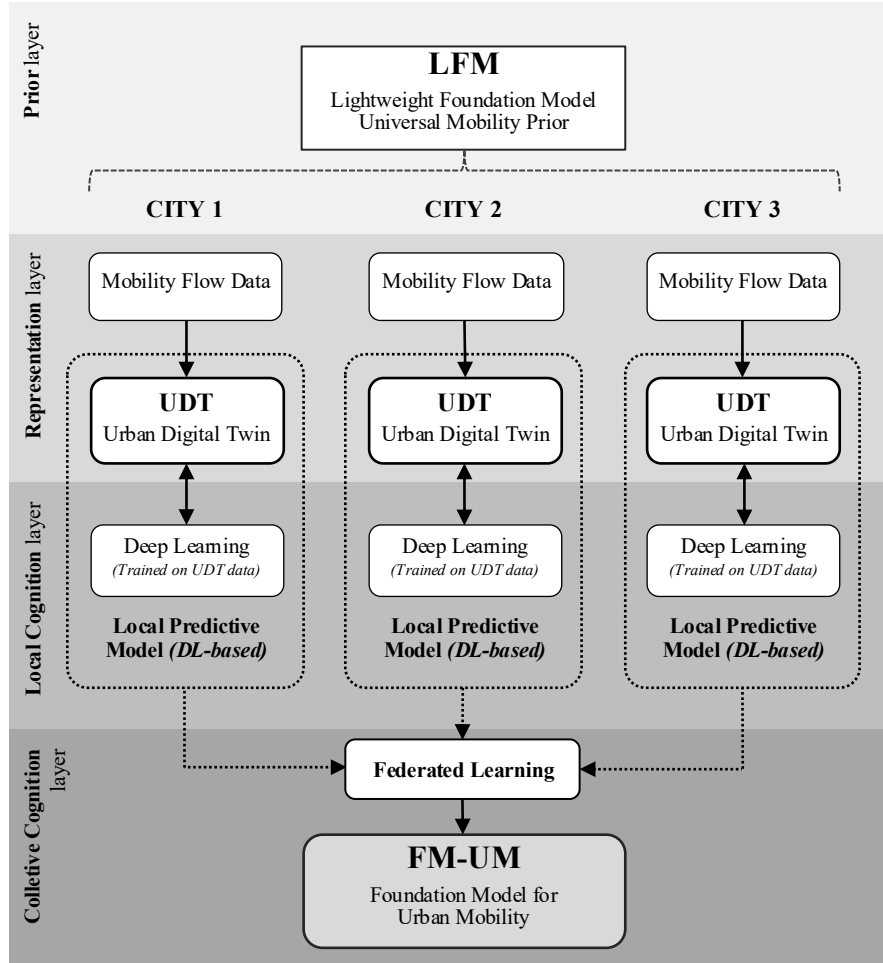 Prior layer
LFM
Lightweight Foundation Model
Universal Mobility Prior
CITY 1
CITY 2
CITY 3
Representation layer
Mobility Flow Data
Mobility Flow Data
Mobility Flow Data
UDT
Urban Digital Twin
UDT
Urban Digital Twin
UDT
Urban Digital Twin
Local Cognition layer
Deep Learning
(Trained on UDT data)
Deep Learning
(Trained on UDT data)
Deep Learning
(Trained on UDT data)
Local Predictive
Model (DL-based)
Local Predictive
Model (DL-based)
Local Predictive
Model (DL-based)
Colletive Cognition
layer
Federated Learning
FM-UM
Foundation Model for
Urban Mobility